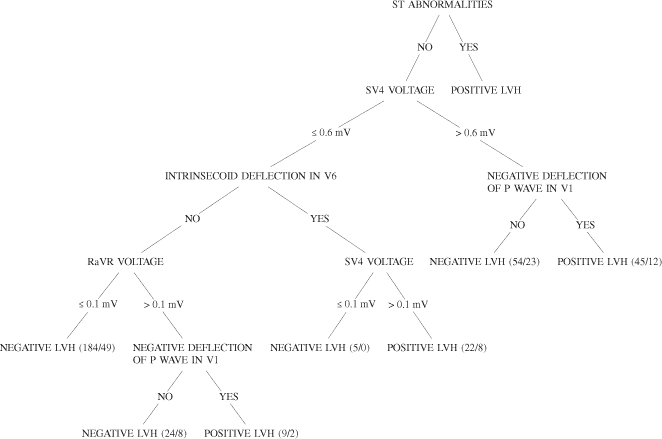 ST ABNORMALITIES
NO YES
SV4 VOLTAGE POSITIVE LVH
≤ 0.6 mV > 0.6 mV
INTRINSECOID DEFLECTION IN V6
NEGATIVE DEFLECTION
OF P WAVE IN V1
NO YES
NO YES
RaVR VOLTAGE SV4 VOLTAGE NEGATIVE LVH (54/23) POSITIVE LVH (45/12)
≤ 0.1 mV > 0.1 mV ≤ 0.1 mV > 0.1 mV
NEGATIVE LVH (184/49) NEGATIVE DEFLECTION
OF P WAVE IN V1
NEGATIVE LVH (5/0) POSITIVE LVH (22/8)
NO YES
NEGATIVE LVH (24/8) POSITIVE LVH (9/2)